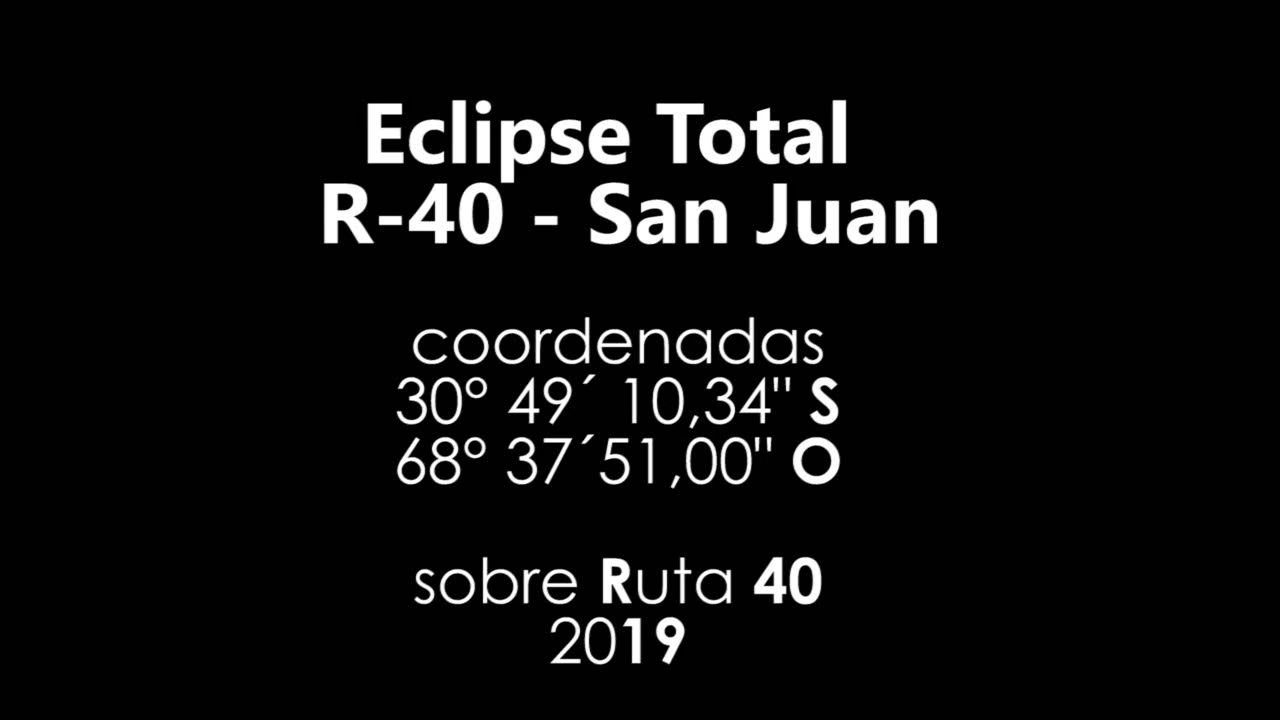 Eclipse Total
R-40 - San Juan
coordenadas
30° 49´ 10,34" S
68° 37´51,00" O
sobre Ruta 40
2019